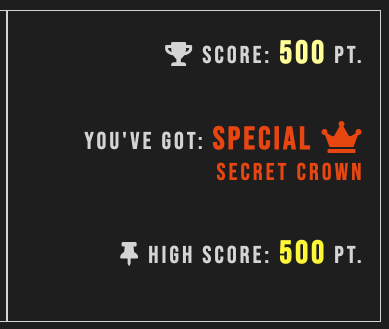 SCORE: 500 PT.
YOU'VE GOT: SPECIAL
SECRET CROWN
HIGH SCORE: 500 PT.